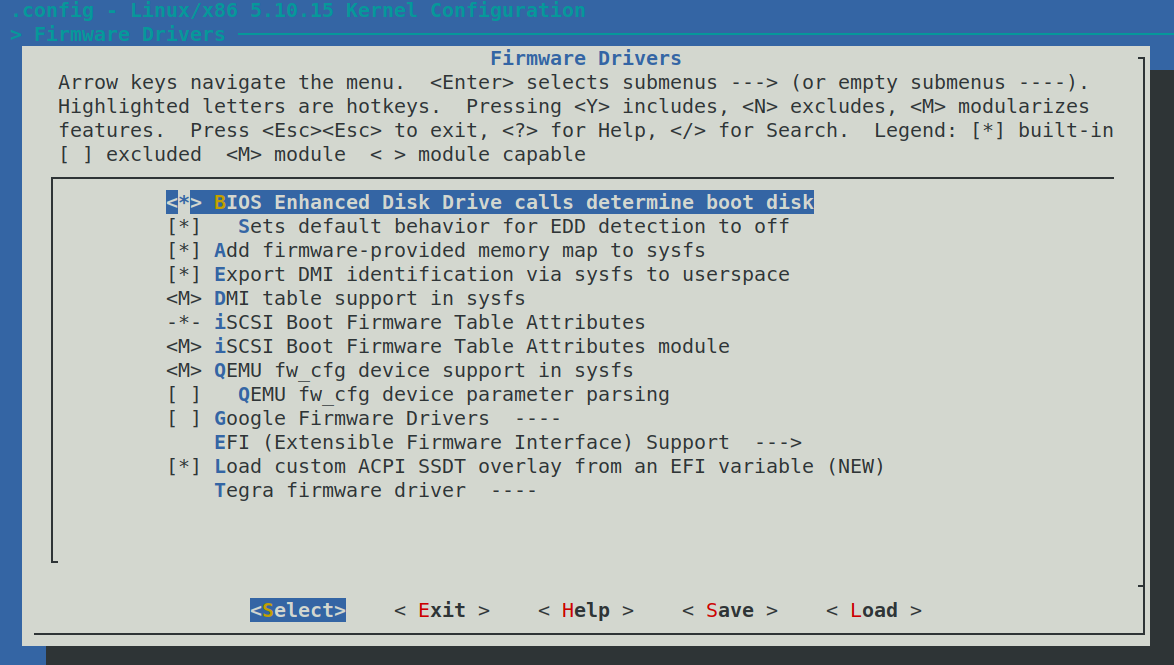 .config - Linux/x86 5.10.15 Kernel Configuration
> Firmware Drivers
Firmware Drivers
Arrow keys navigate the menu.  <Enter> selects submenus ---> (or empty submenus ----).
Highlighted letters are hotkeys.  Pressing <Y> includes, <N> excludes, <M> modularizes
features.  Press <Esc><Esc> to exit, <?> for Help, </> for Search.  Legend: [*] built-in
[ ] excluded  <M> module  < > module capable
<*> BIOS Enhanced Disk Drive calls determine boot disk
[*]   Sets default behavior for EDD detection to off
[*] Add firmware-provided memory map to sysfs
[*] Export DMI identification via sysfs to userspace
<M> DMI table support in sysfs
-*- iSCSI Boot Firmware Table Attributes
<M> iSCSI Boot Firmware Table Attributes module
<M> QEMU fw_cfg device support in sysfs
[ ]   QEMU fw_cfg device parameter parsing
[ ] Google Firmware Drivers  ----
EFI (Extensible Firmware Interface) Support  --->
[*] Load custom ACPI SSDT overlay from an EFI variable (NEW)
Tegra firmware driver  ----
<Select>    < Exit >    < Help >    < Save >    < Load >